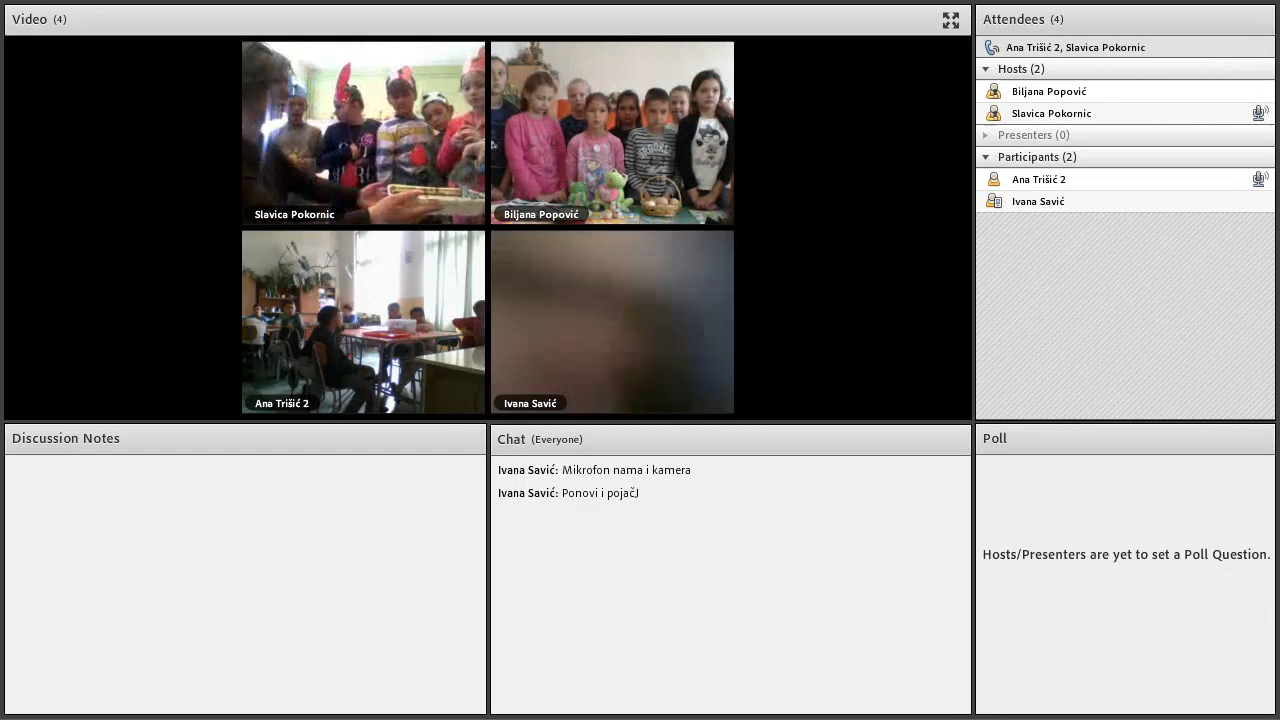 Video (4)
Slavica Pokornic
Biljana Popović
Ana Trišić 2
Ivana Savić
Attendees (4)
Ana Trišić 2, Slavica Pokornic
Hosts (2)
Biljana Popović
Slavica Pokornic
Presenters (0)
Participants (2)
Ana Trišić 2
Ivana Savić
Discussion Notes
Chat (Everyone)
Ivana Savić: Mikrofon nama i kamera
Ivana Savić: Ponovi i pojačJ
Poll
Hosts/Presenters are yet to set a Poll Question.